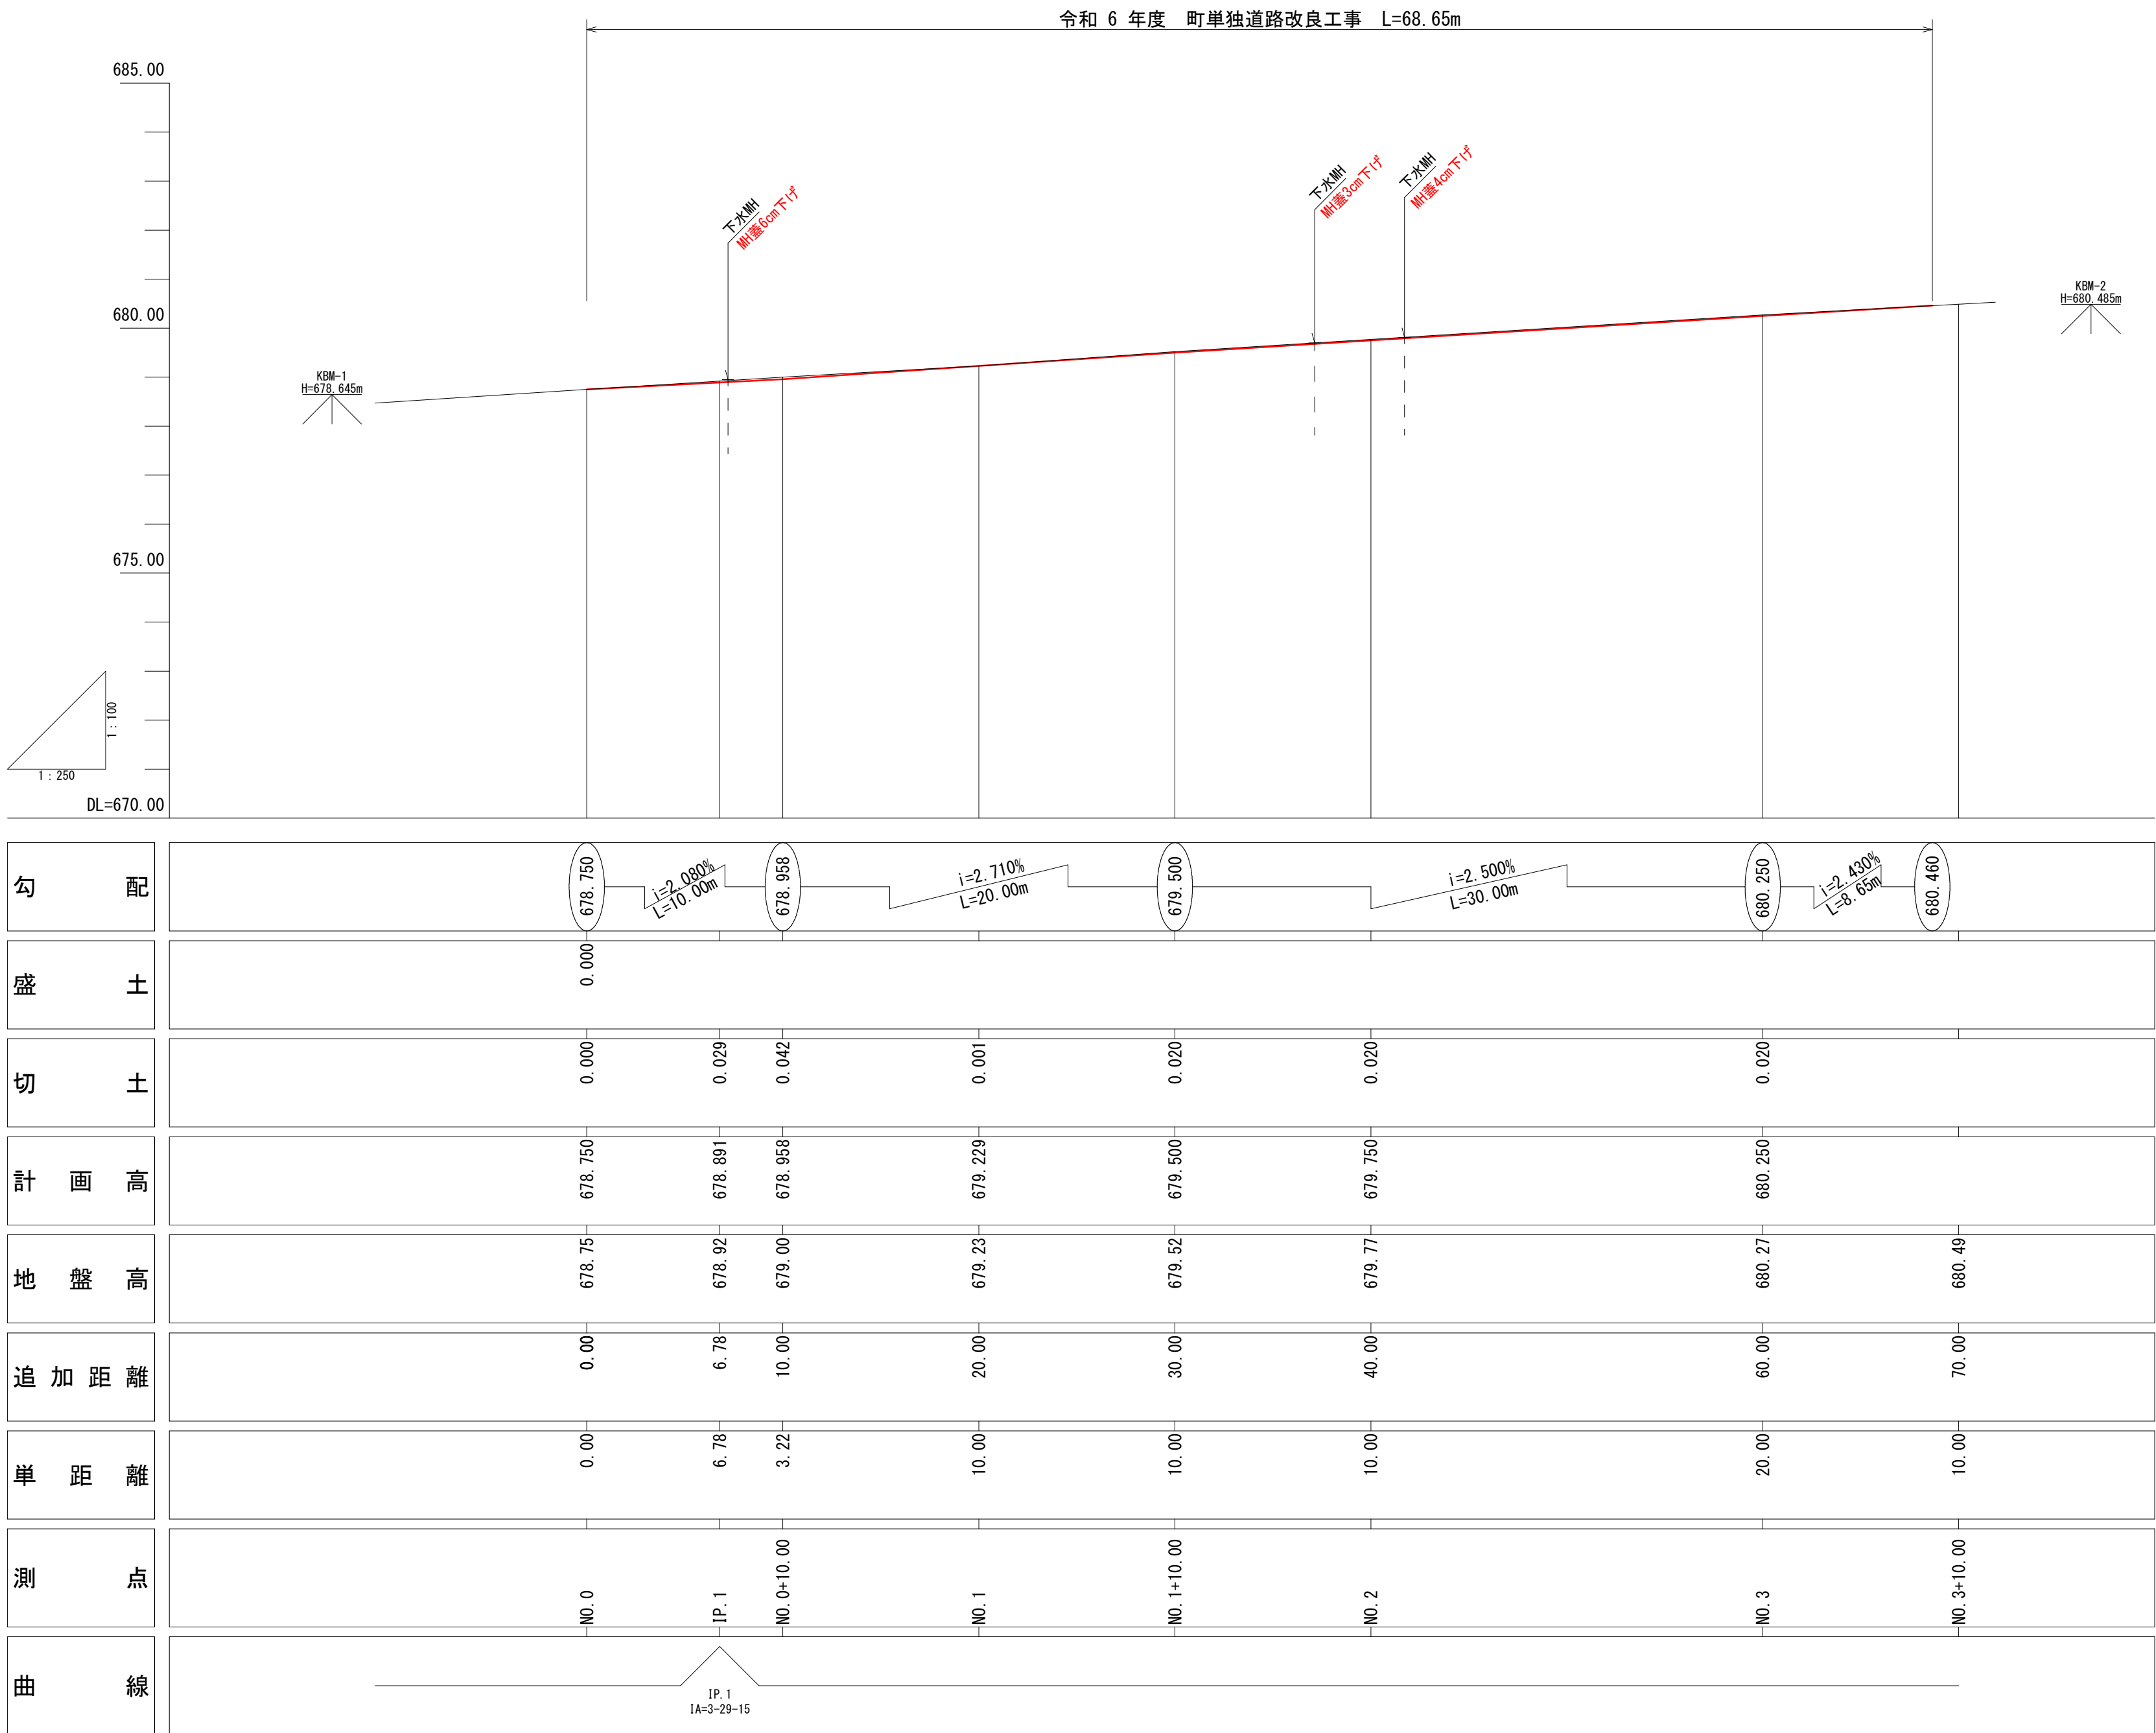 令和 6 年度　町単独道路改良工事　L=68.65m
685.00
680.00
675.00
DL=670.00
1 : 100
1 : 250
KBM-1
H=678.645m
下水MH
MH蓋6cm下げ
下水MH
MH蓋3cm下げ
下水MH
MH蓋4cm下げ
KBM-2
H=680.485m
勾配
678.750
i=2.080%
L=10.00m
678.958
i=2.710%
L=20.00m
679.500
i=2.500%
L=30.00m
680.250
i=2.430%
L=8.65m
680.460
盛土
0.000
切土
0.000
0.029
0.042
0.001
0.020
0.020
0.020
計画高
678.750
678.891
678.958
679.229
679.500
679.750
680.250
地盤高
678.75
678.92
679.00
679.23
679.52
679.77
680.27
680.49
追加距離
0.00
6.78
10.00
20.00
30.00
40.00
60.00
70.00
単距離
0.00
6.78
3.22
10.00
10.00
10.00
20.00
10.00
測点
NO.0
IP.1
NO.0+10.00
NO.1
NO.1+10.00
NO.2
NO.3
NO.3+10.00
曲線
IP.1
IA=3-29-15